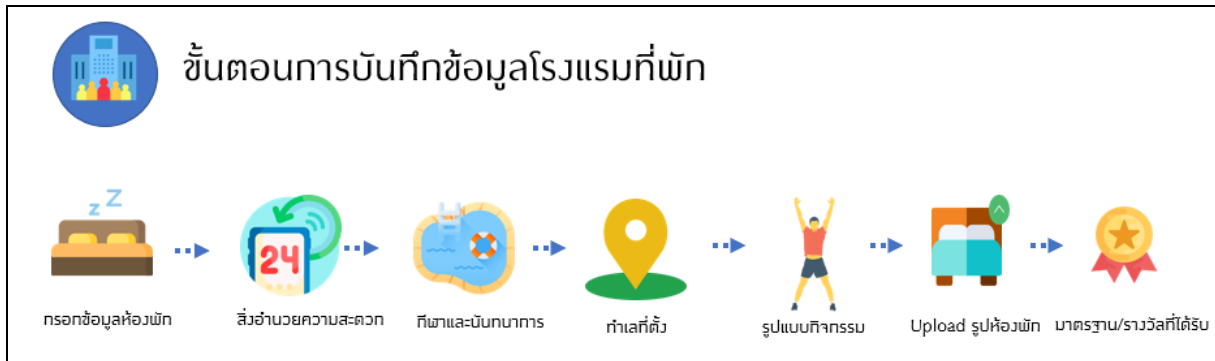 ขั้นตอนการบันทึกข้อมูลโรงแรมที่พัก
z Z
24
กรอกข้อมูลห้องพัก
สิ่งอำนวยความสะดวก
กีฬาและนันทนาการ
ทำเลที่ตั้ง
รูปแบบกิจกรรม
Upload รูปห้องพัก
มาตรฐาน/รางวัลที่ได้รับ